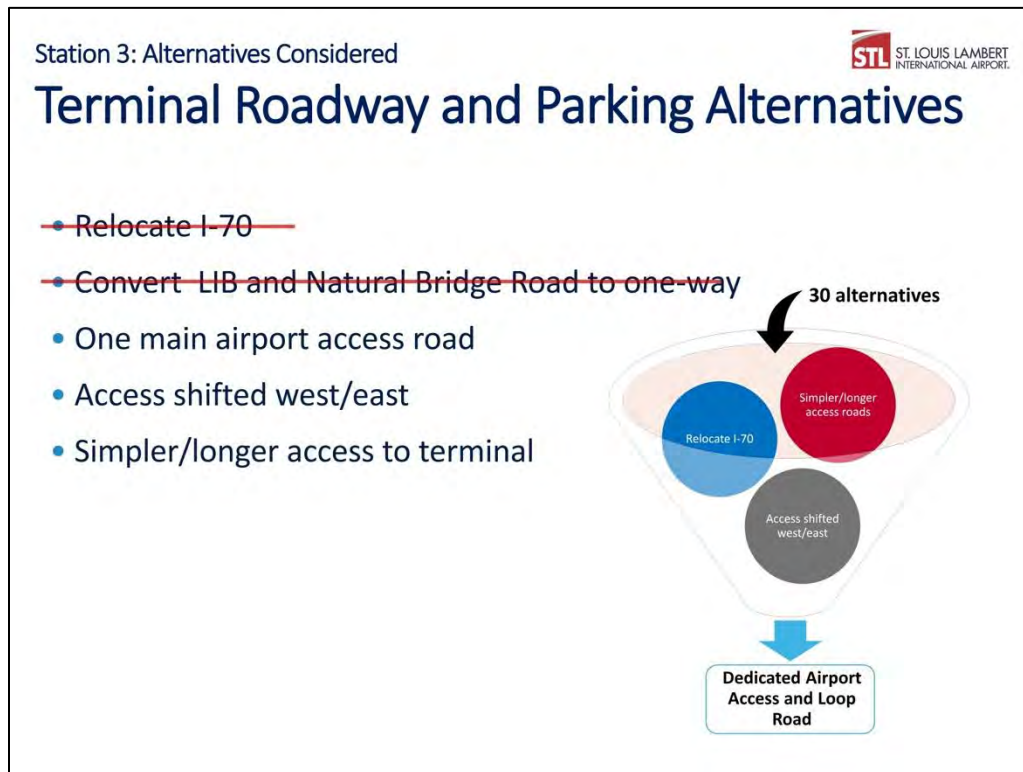 Station 3: Alternatives Considered
STL ST. LOUIS LAMBERT
INTERNATIONAL AIRPORT.
Terminal Roadway and Parking Alternatives
• Relocate I-70
• Convert LIB and Natural Bridge Road to one-way
• One main airport access road
• Access shifted west/east
• Simpler/longer access to terminal
30 alternatives
Simpler/longer
access roads
Relocate I-70
Access shifted
west/east
Dedicated Airport
Access and Loop
Road